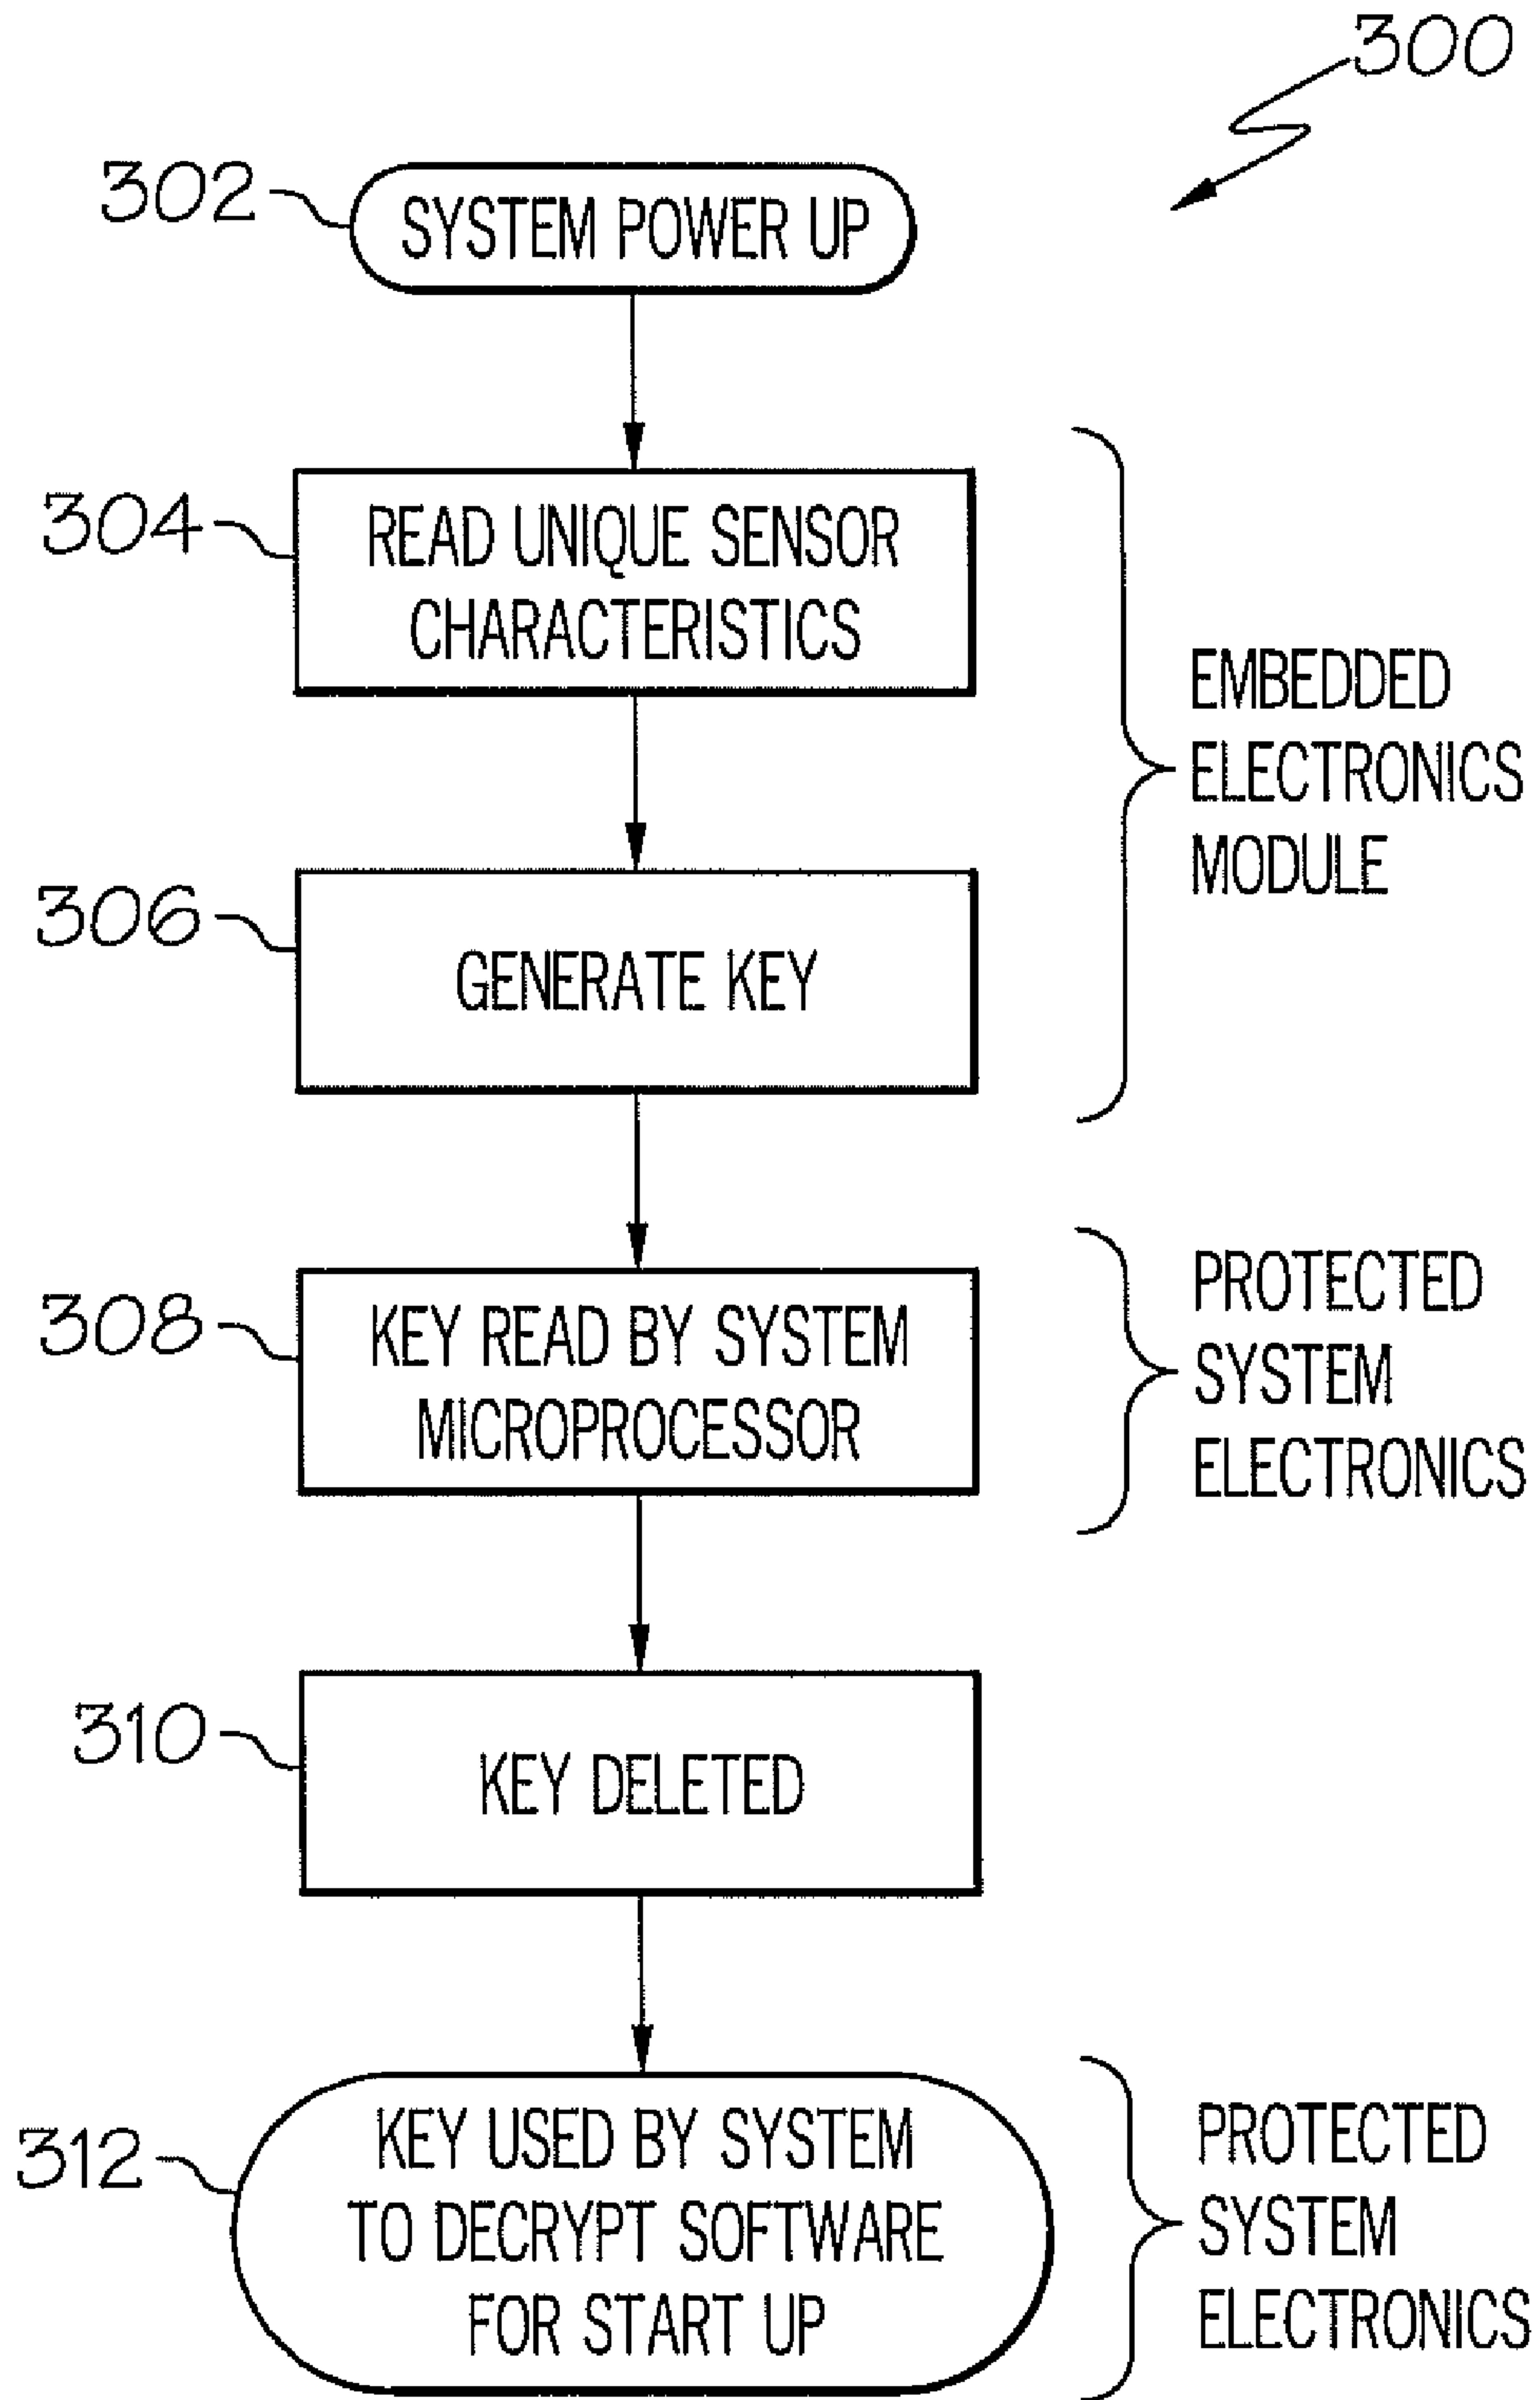 300
302
SYSTEM POWER UP
304
READ UNIQUE SENSOR
CHARACTERISTICS
EMBEDDED
ELECTRONICS
MODULE
306
GENERATE KEY
308
KEY READ BY SYSTEM
MICROPROCESSOR
PROTECTED
SYSTEM
ELECTRONICS
310
KEY DELETED
312
KEY USED BY SYSTEM
TO DECRYPT SOFTWARE
FOR START UP
PROTECTED
SYSTEM
ELECTRONICS